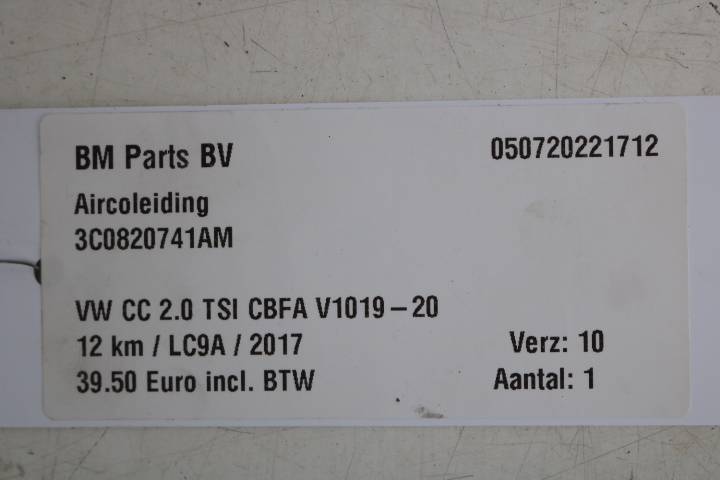 BM Parts BV 050720221712
Aircoleiding
3C0820741AM
VW CC 2.0 TSI CBFA V1019-20
12 km / LC9A / 2017 Verz: 10
39.50 Euro incl. BTW Aantal: 1